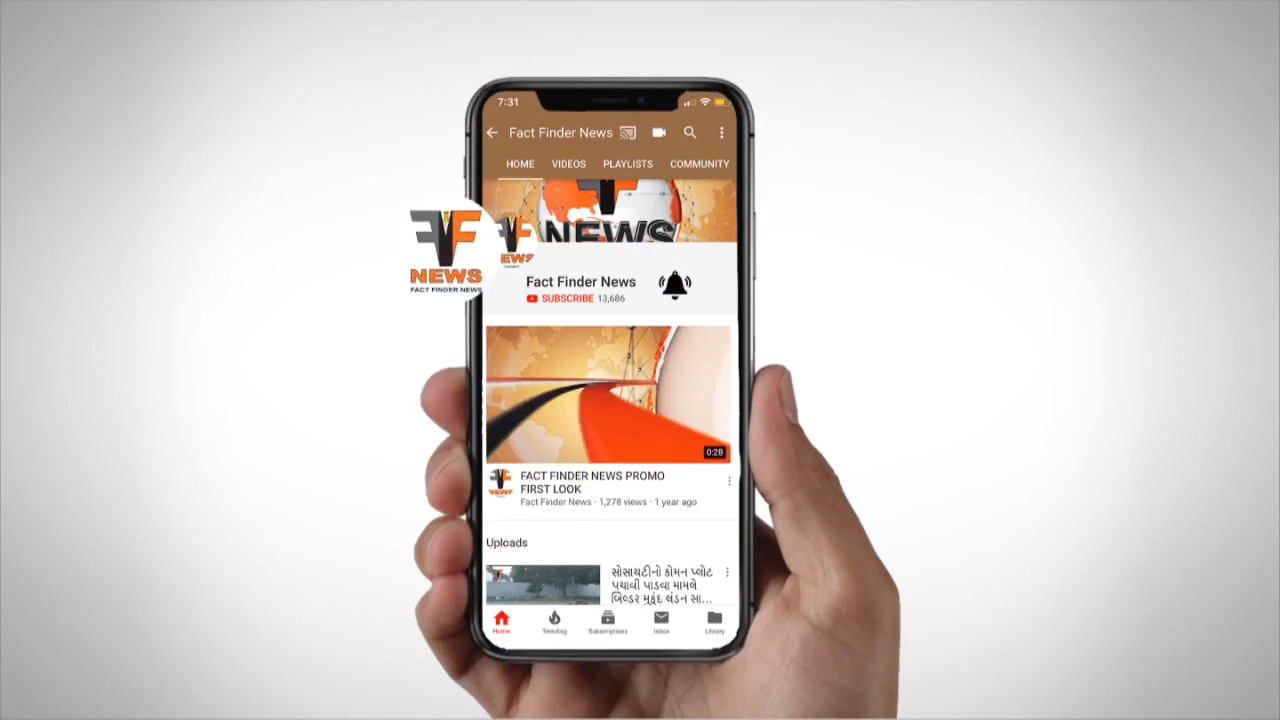 7:31
Fact Finder News
HOME VIDEOS PLAYLISTS COMMUNITY
NEWS
NEWS
FACT FINDER NEWS
Fact Finder News
SUBSCRIBE 13,686
0:28
FACT FINDER NEWS PROMO
FIRST LOOK
Fact Finder News · 1,278 views · 1 year ago
Uploads
સોસાયટીનો કોમન પ્લોટ
પચાવી પાડવા મામલે
બિલ્ડર મુકુંદ લંડન સા...
Home Trending Subscriptions Inbox Library